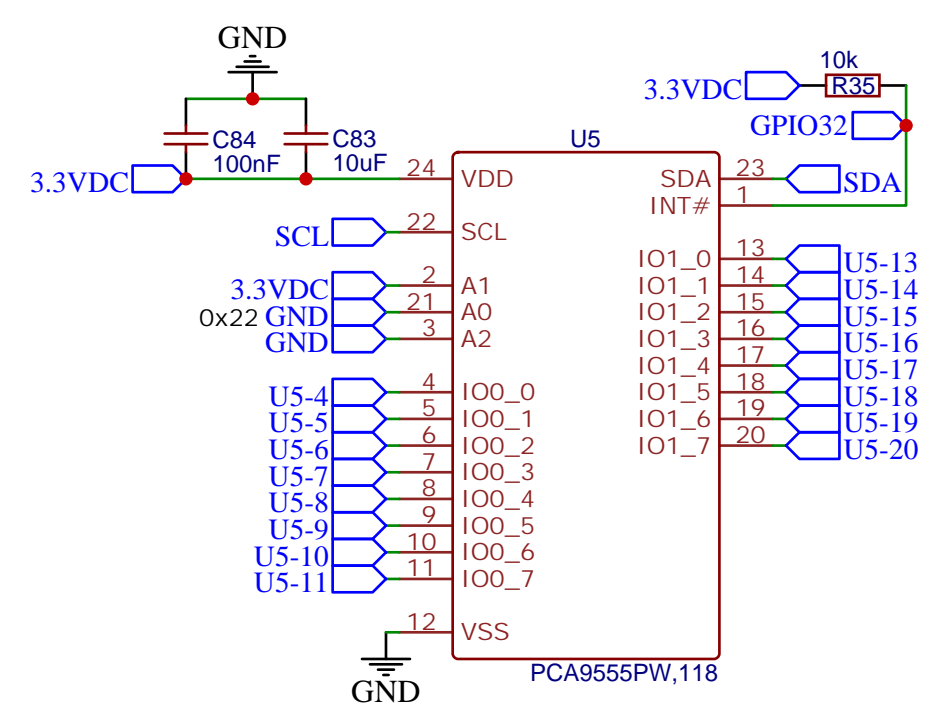 GND
10k
3.3VDC
R35
GPIO32
C84
100nF
C83
10uF
U5
3.3VDC
24
VDD
SDA
23
SDA
INT#
1
SCL
22
SCL
3.3VDC
2
A1
0x22
GND
21
A0
GND
3
A2
IO1_0
13
U5-13
IO1_1
14
U5-14
IO1_2
15
U5-15
IO1_3
16
U5-16
IO1_4
17
U5-17
IO1_5
18
U5-18
IO1_6
19
U5-19
IO1_7
20
U5-20
U5-4
4
IO0_0
U5-5
5
IO0_1
U5-6
6
IO0_2
U5-7
7
IO0_3
U5-8
8
IO0_4
U5-9
9
IO0_5
U5-10
10
IO0_6
U5-11
11
IO0_7
12
VSS
GND
PCA9555PW,118